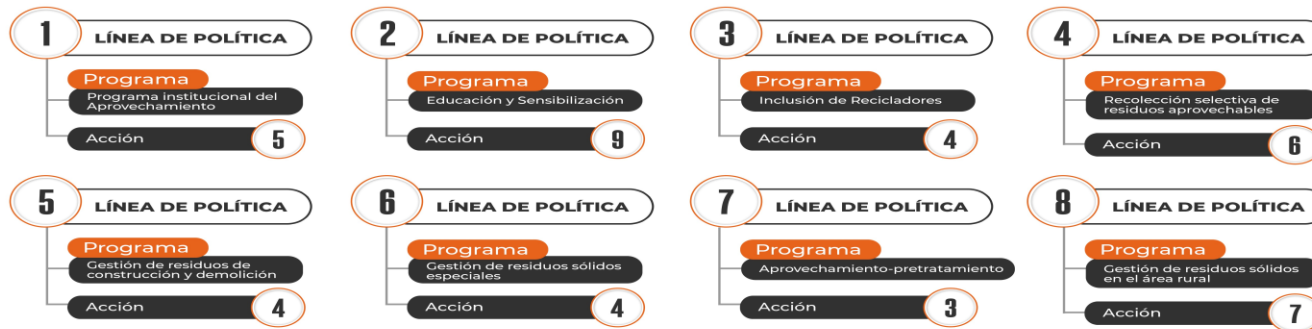 1
LÍNEA DE POLÍTICA
Programa
Programa institucional del
Aprovechamiento
Acción
5
2
LÍNEA DE POLÍTICA
Programa
Educación y Sensibilización
Acción
9
3
LÍNEA DE POLÍTICA
Programa
Inclusión de Recicladores
Acción
4
4
LÍNEA DE POLÍTICA
Programa
Recolección selectiva de
residuos aprovechables
Acción
6
5
LÍNEA DE POLÍTICA
Programa
Gestión de residuos de
construcción y demolición
Acción
4
6
LÍNEA DE POLÍTICA
Programa
Gestión de residuos sólidos
especiales
Acción
4
7
LÍNEA DE POLÍTICA
Programa
Aprovechamiento-pretratamiento
Acción
3
8
LÍNEA DE POLÍTICA
Programa
Gestión de residuos sólidos
en el área rural
Acción
7